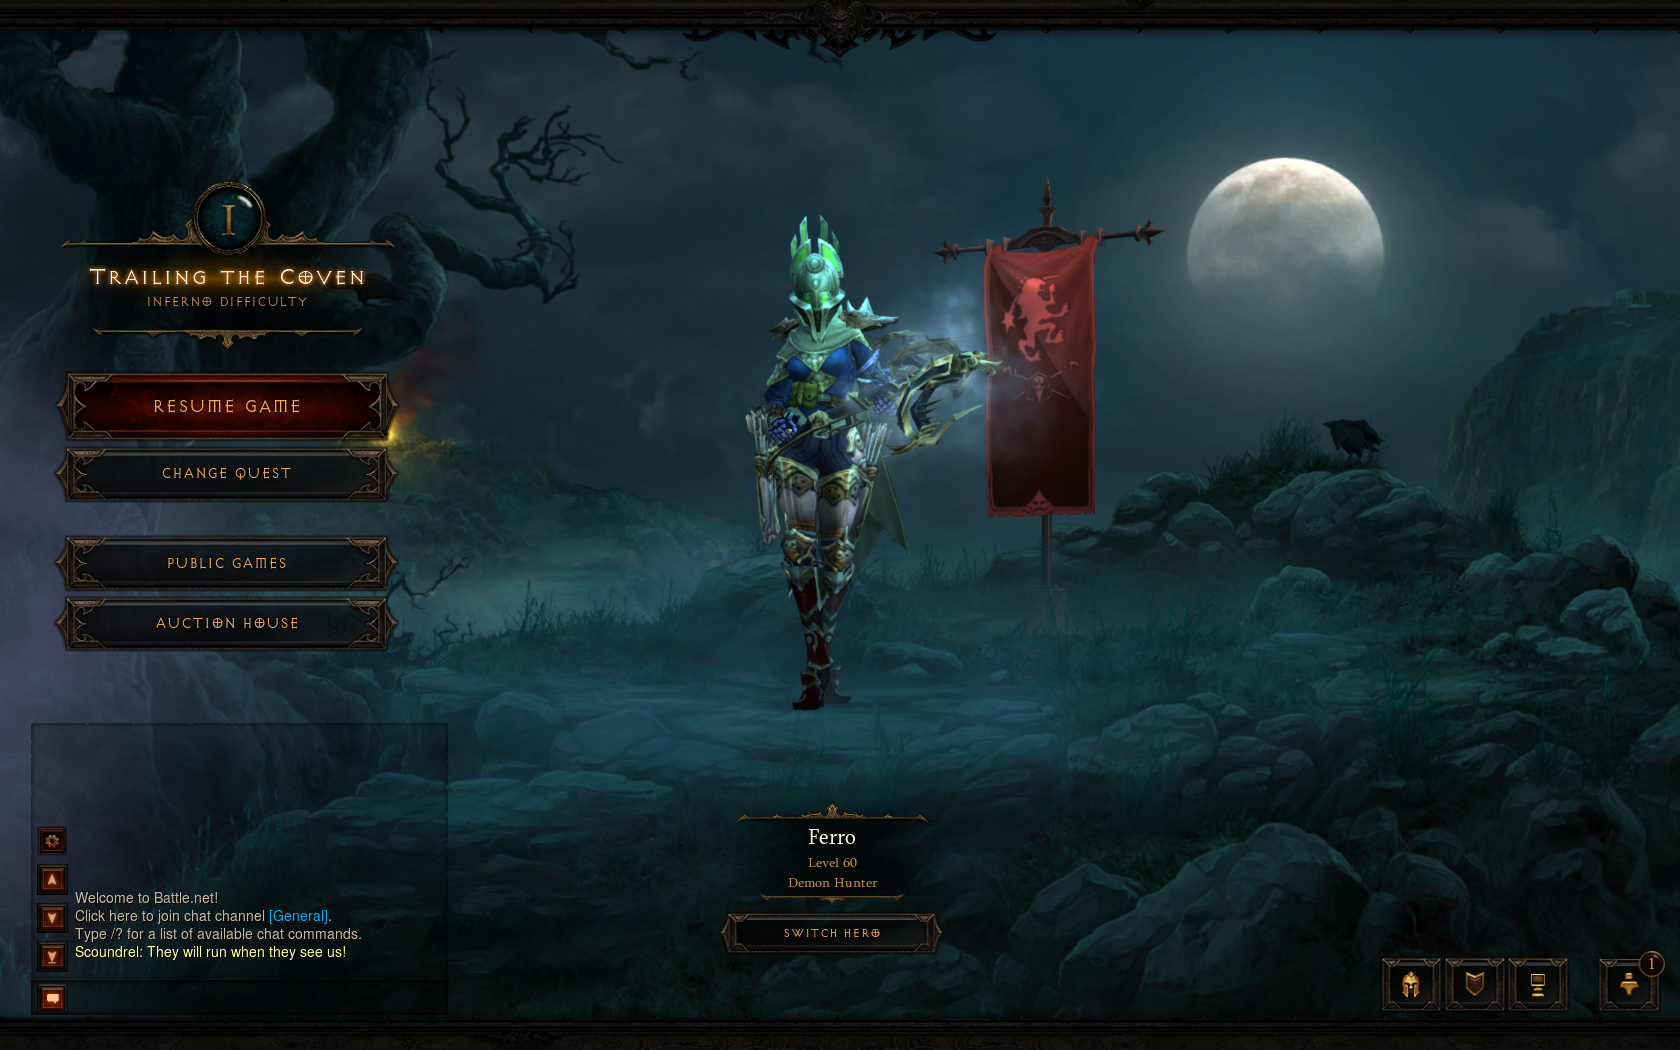 I
TRAILING THE COVEN
INFERNO DIFFICULTY
RESUME GAME
CHANGE QUEST
PUBLIC GAMES
AUCTION HOUSE
Welcome to Battle.net!
Click here to join chat channel [General].
Type /? for a list of available chat commands.
Scoundrel: They will run when they see us!
Ferro
Level 60
Demon Hunter
SWITCH HERO
1